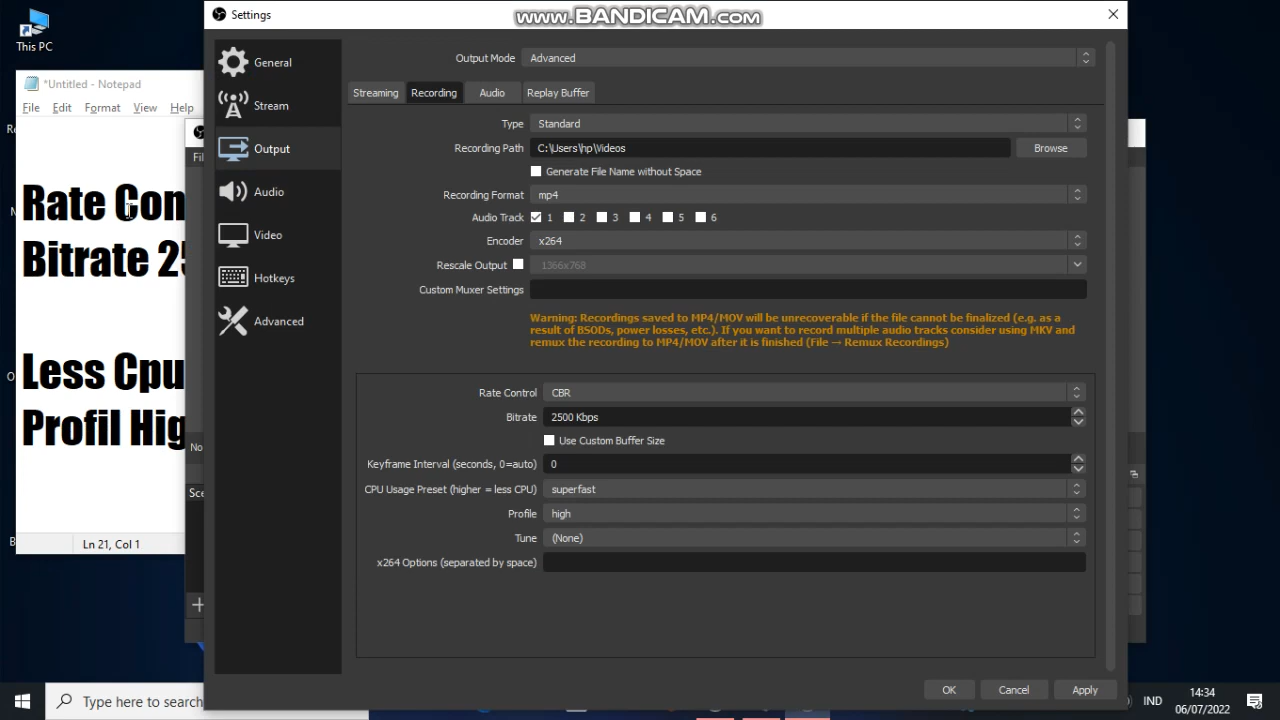 This PC
*Untitled - Notepad
File Edit Format View Help
Rate Con
Bitrate 25
Less Cpu
Profil Hig
Ln 21, Col 1
Settings
www.BANDICAM.com
General
Stream
Output
Audio
Video
Hotkeys
Advanced
Output Mode Advanced
Streaming Recording Audio Replay Buffer
Type Standard
Recording Path C:\Users\hp\Videos Browse
Generate File Name without Space
Recording Format mp4
Audio Track 1 2 3 4 5 6
Encoder x264
Rescale Output 1366x768
Custom Muxer Settings
Warning: Recordings saved to MP4/MOV will be unrecoverable if the file cannot be finalized (e.g. as a
result of BSODs, power losses, etc.). If you want to record multiple audio tracks consider using MKV and
remux the recording to MP4/MOV after it is finished (File → Remux Recordings)
Rate Control CBR
Bitrate 2500 Kbps
Use Custom Buffer Size
Keyframe Interval (seconds, 0=auto) 0
CPU Usage Preset (higher = less CPU) superfast
Profile high
Tune (None)
x264 Options (separated by space)
OK Cancel Apply
Type here to search
IND
14:34
06/07/2022